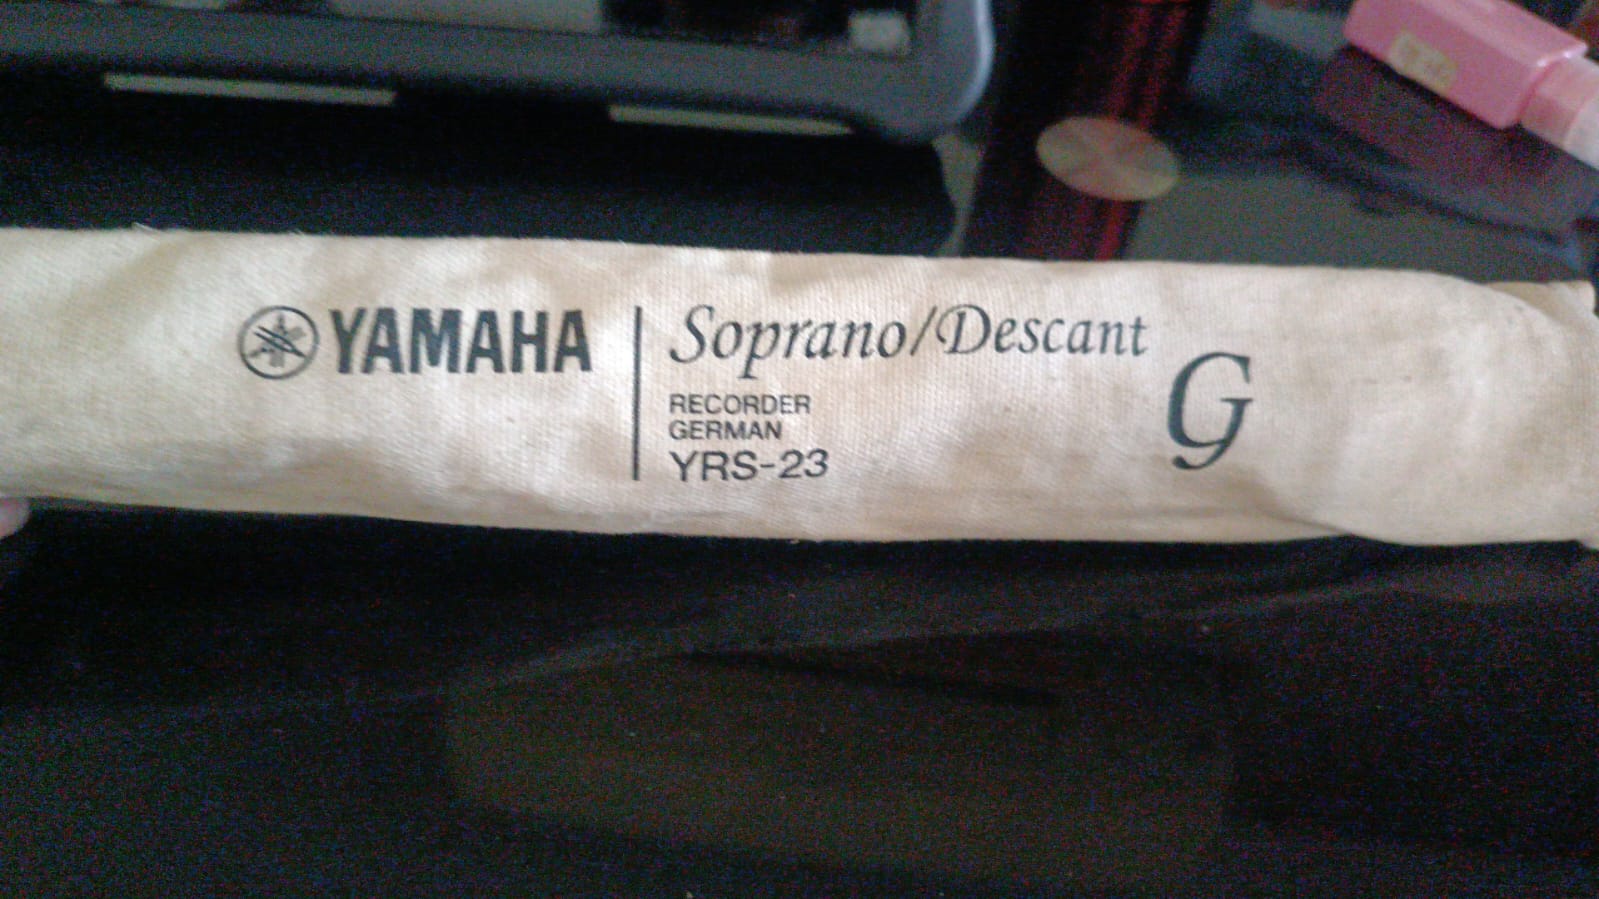 YAMAHA
Soprano/Descant
RECORDER
GERMAN
YRS-23
G